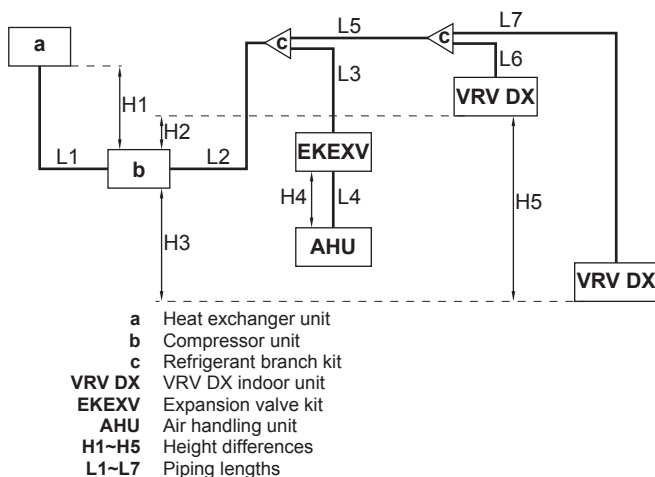 a
c
L5
c
L7
H1
L3
L6
VRV DX
H2
L1
b
L2
EKEXV
H4
L4
H5
H3
AHU
VRV DX
a Heat exchanger unit
b Compressor unit
c Refrigerant branch kit
VRV DX VRV DX indoor unit
EKEXV Expansion valve kit
AHU Air handling unit
H1~H5 Height differences
L1~L7 Piping lengths